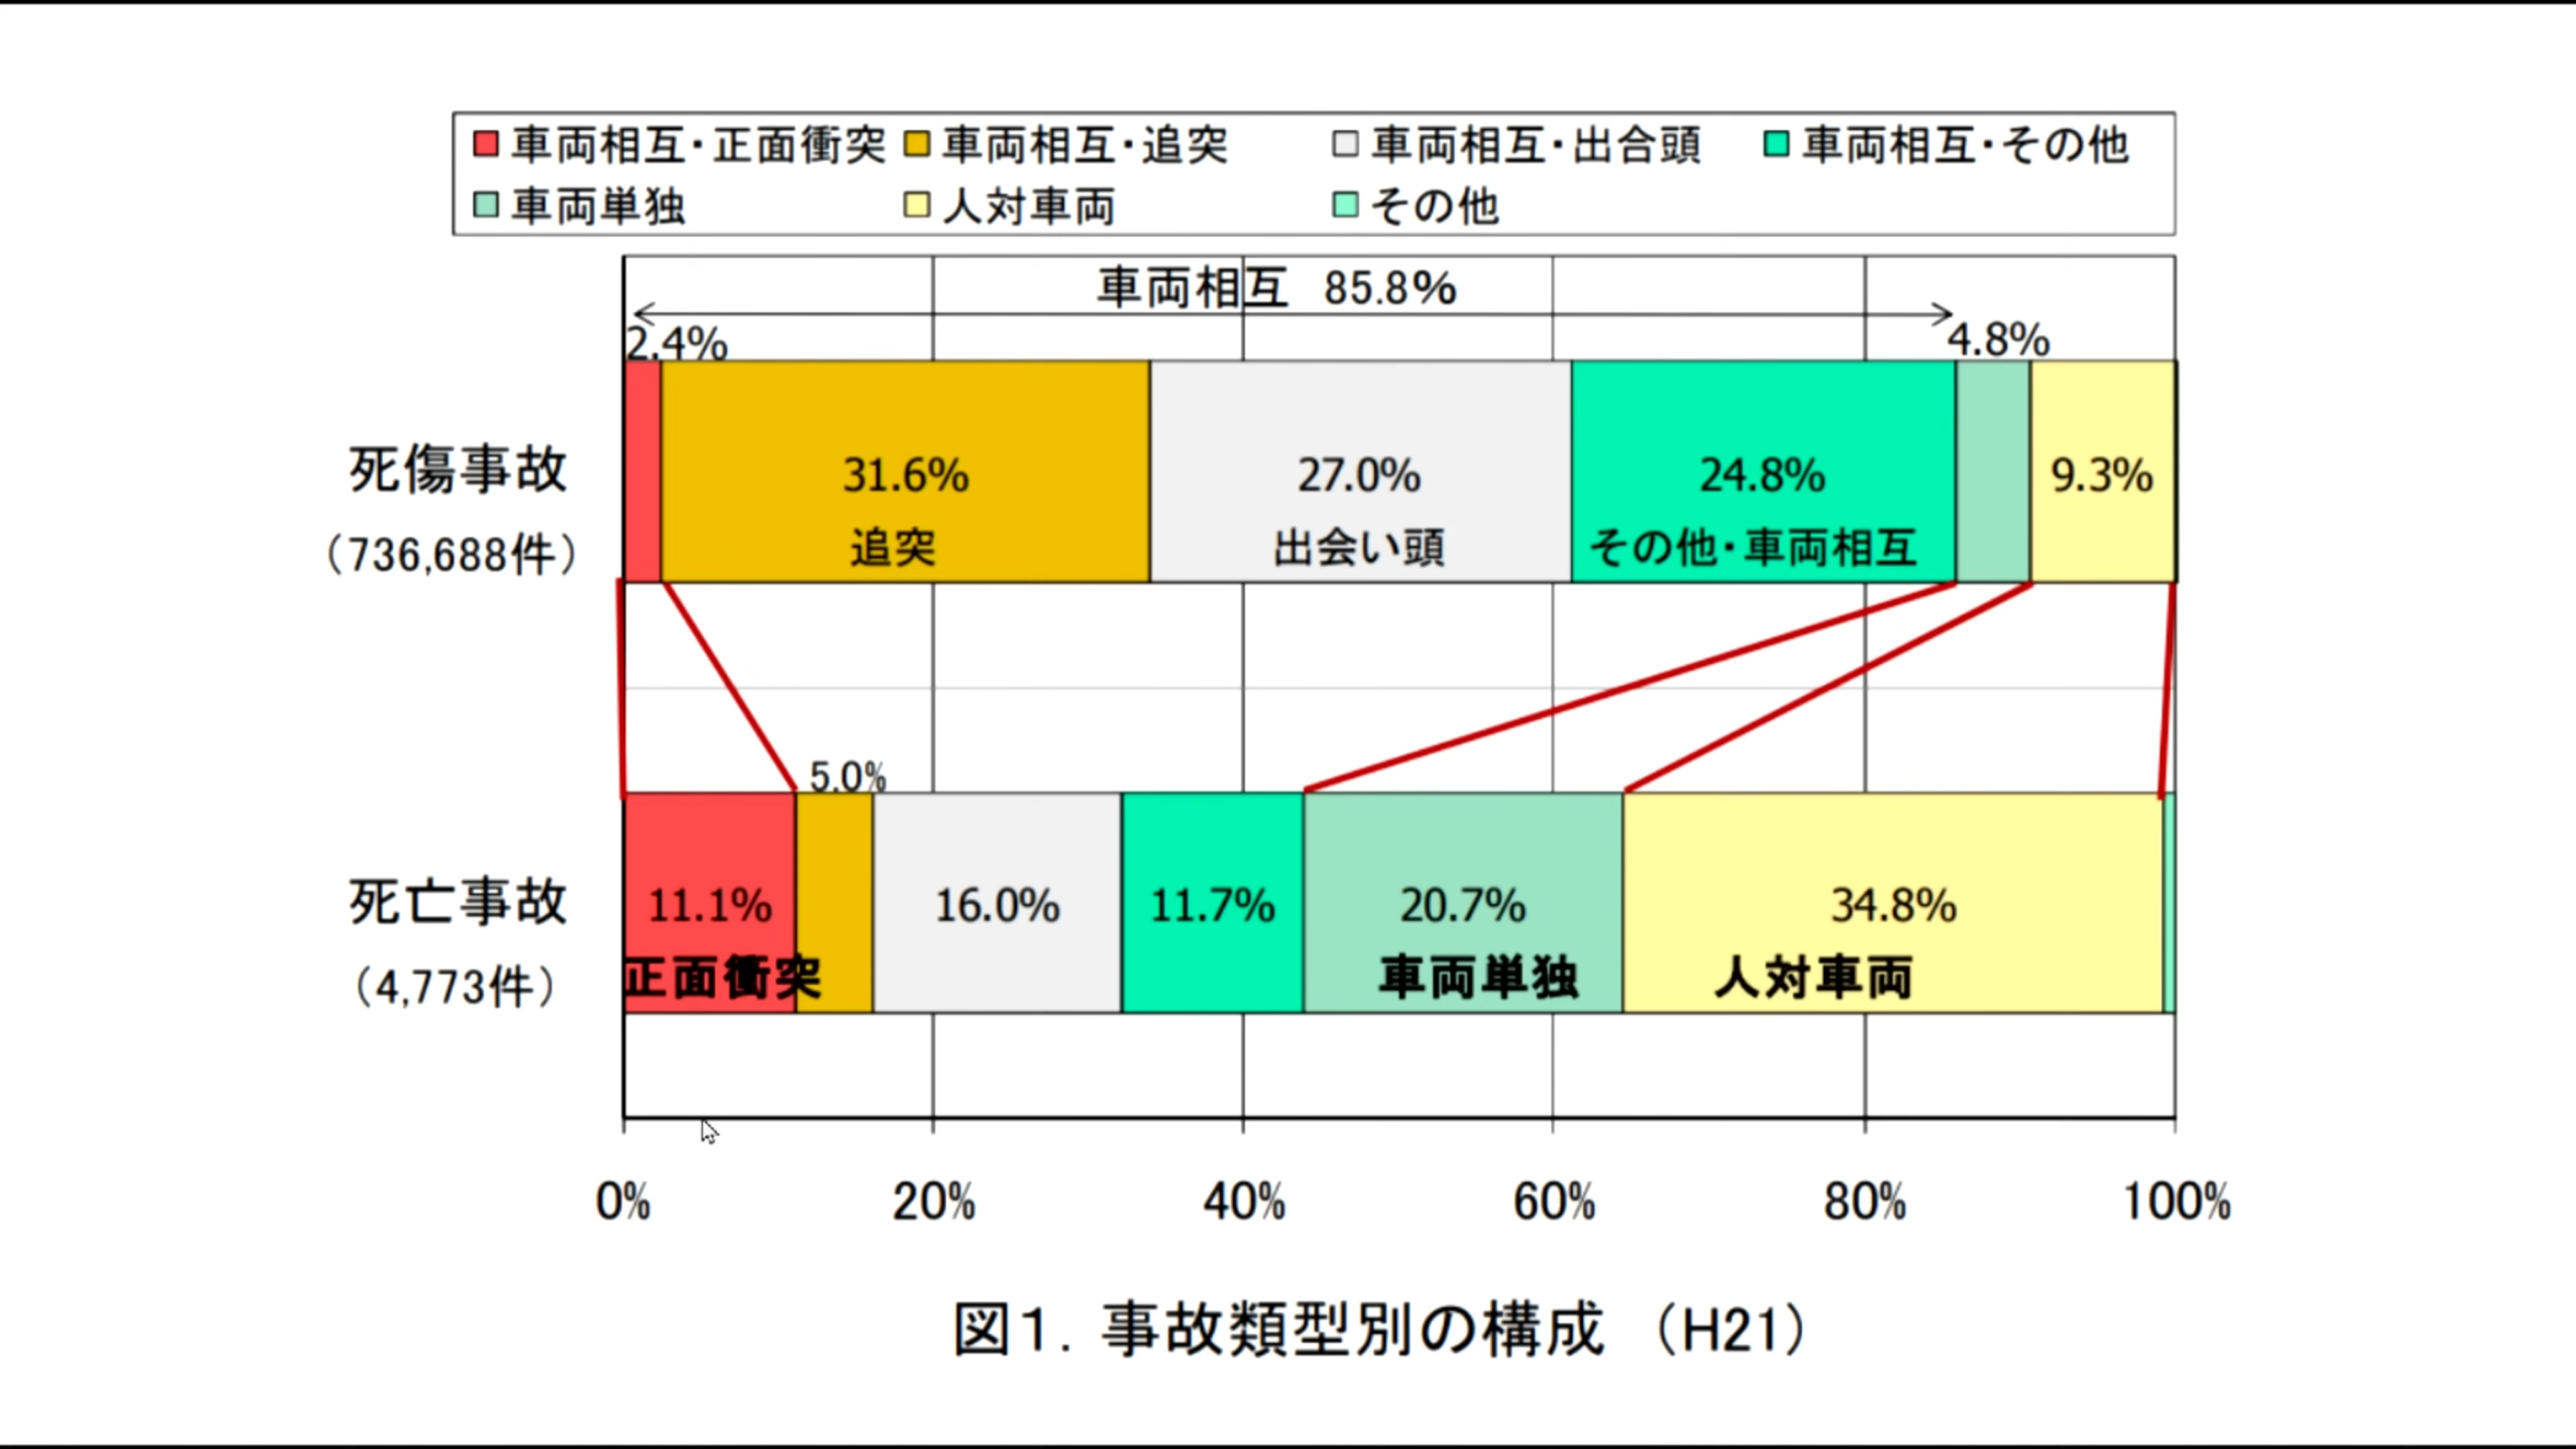 車両相互・正面衝突 車両相互・追突 車両相互・出合頭 車両相互・その他
車両単独 人対車両 その他
車両相互 85.8%
2.4% 4.8%
死傷事故 31.6% 27.0% 24.8% 9.3%
（736,688件） 追突 出会い頭 その他・車両相互
5.0%
死亡事故 11.1% 16.0% 11.7% 20.7% 34.8%
（4,773件） 正面衝突 車両単独 人対車両
0% 20% 40% 60% 80% 100%
図１. 事故類型別の構成 （H21）